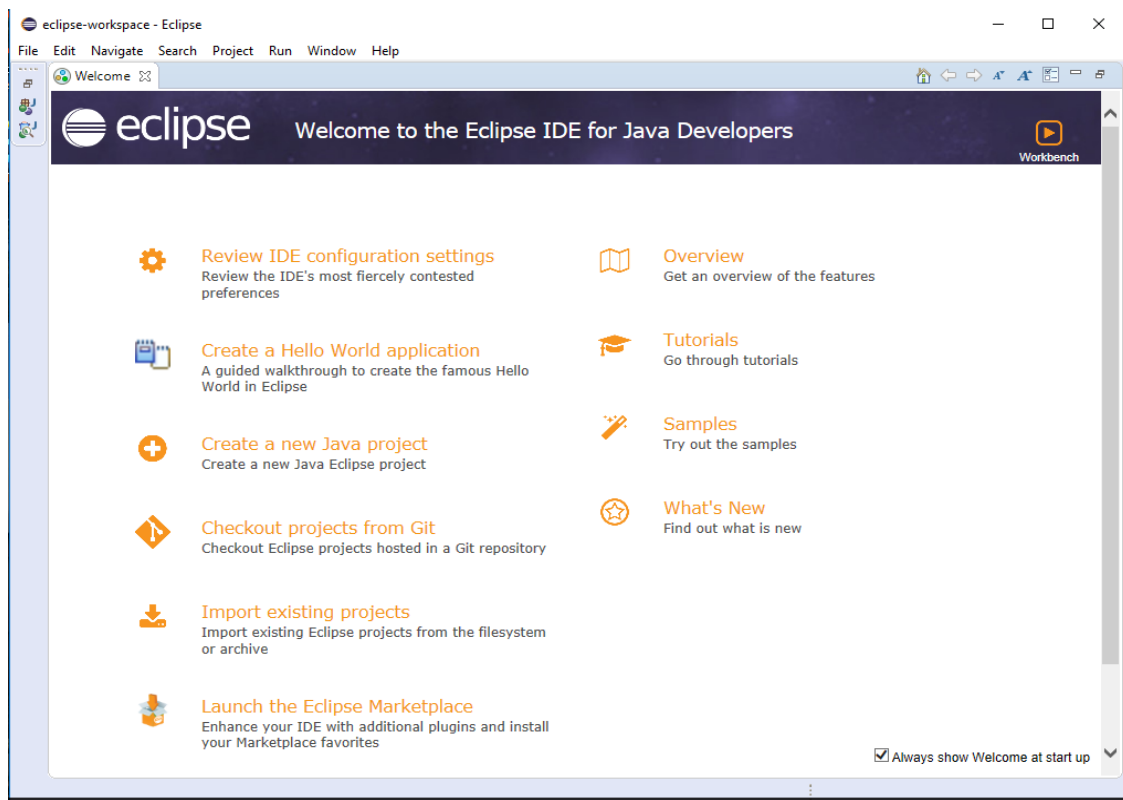 eclipse-workspace - Eclipse
File Edit Navigate Search Project Run Window Help
Welcome
eclipse Welcome to the Eclipse IDE for Java Developers
Workbench
Review IDE configuration settings
Review the IDE's most fiercely contested
preferences
Create a Hello World application
A guided walkthrough to create the famous Hello
World in Eclipse
Create a new Java project
Create a new Java Eclipse project
Checkout projects from Git
Checkout Eclipse projects hosted in a Git repository
Import existing projects
Import existing Eclipse projects from the filesystem
or archive
Launch the Eclipse Marketplace
Enhance your IDE with additional plugins and install
your Marketplace favorites
Overview
Get an overview of the features
Tutorials
Go through tutorials
Samples
Try out the samples
What's New
Find out what is new
Always show Welcome at start up